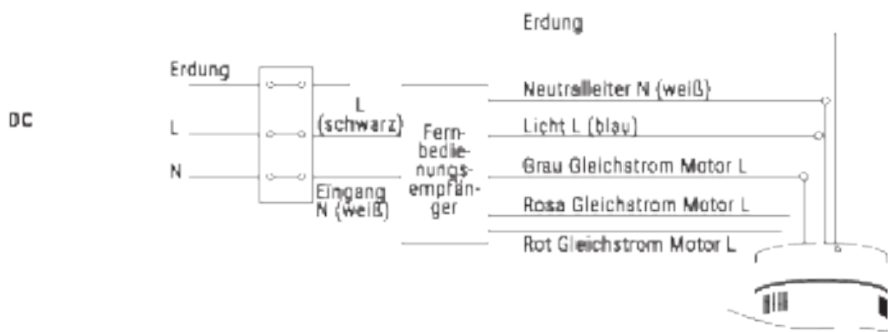 Erdung
Erdung
DC
L
N
L
(schwarz)
Eingang
N (weiß)
Fern-
bedie-
nungs-
empfän-
ger
Neutralleiter N (weiß)
Licht L (blau)
Grau Gleichstrom Motor L
Rosa Gleichstrom Motor L
Rot Gleichstrom Motor L